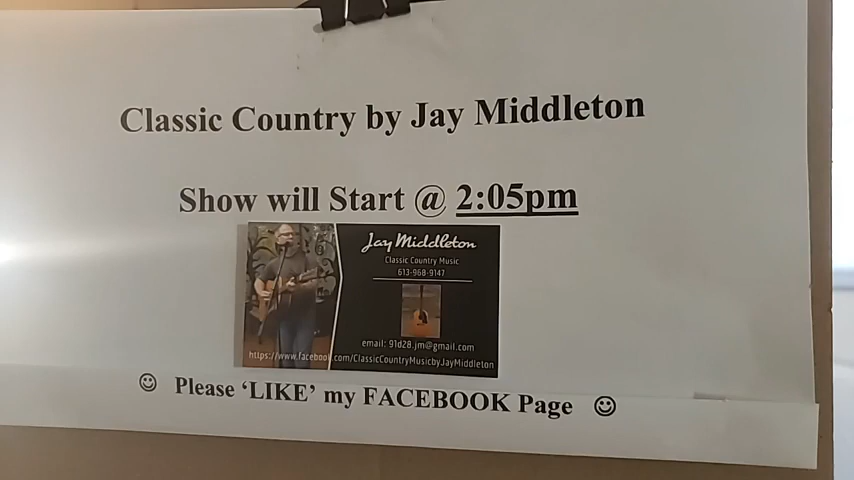 Classic Country by Jay Middleton
Show will Start @ 2:05pm
Jay Middleton
Classic Country Music
613-968-9147
email: 91d28.jm@gmail.com
https://www.facebook.com/ClassicCountryMusicbyJayMiddleton
☺ Please ‘LIKE’ my FACEBOOK Page ☺